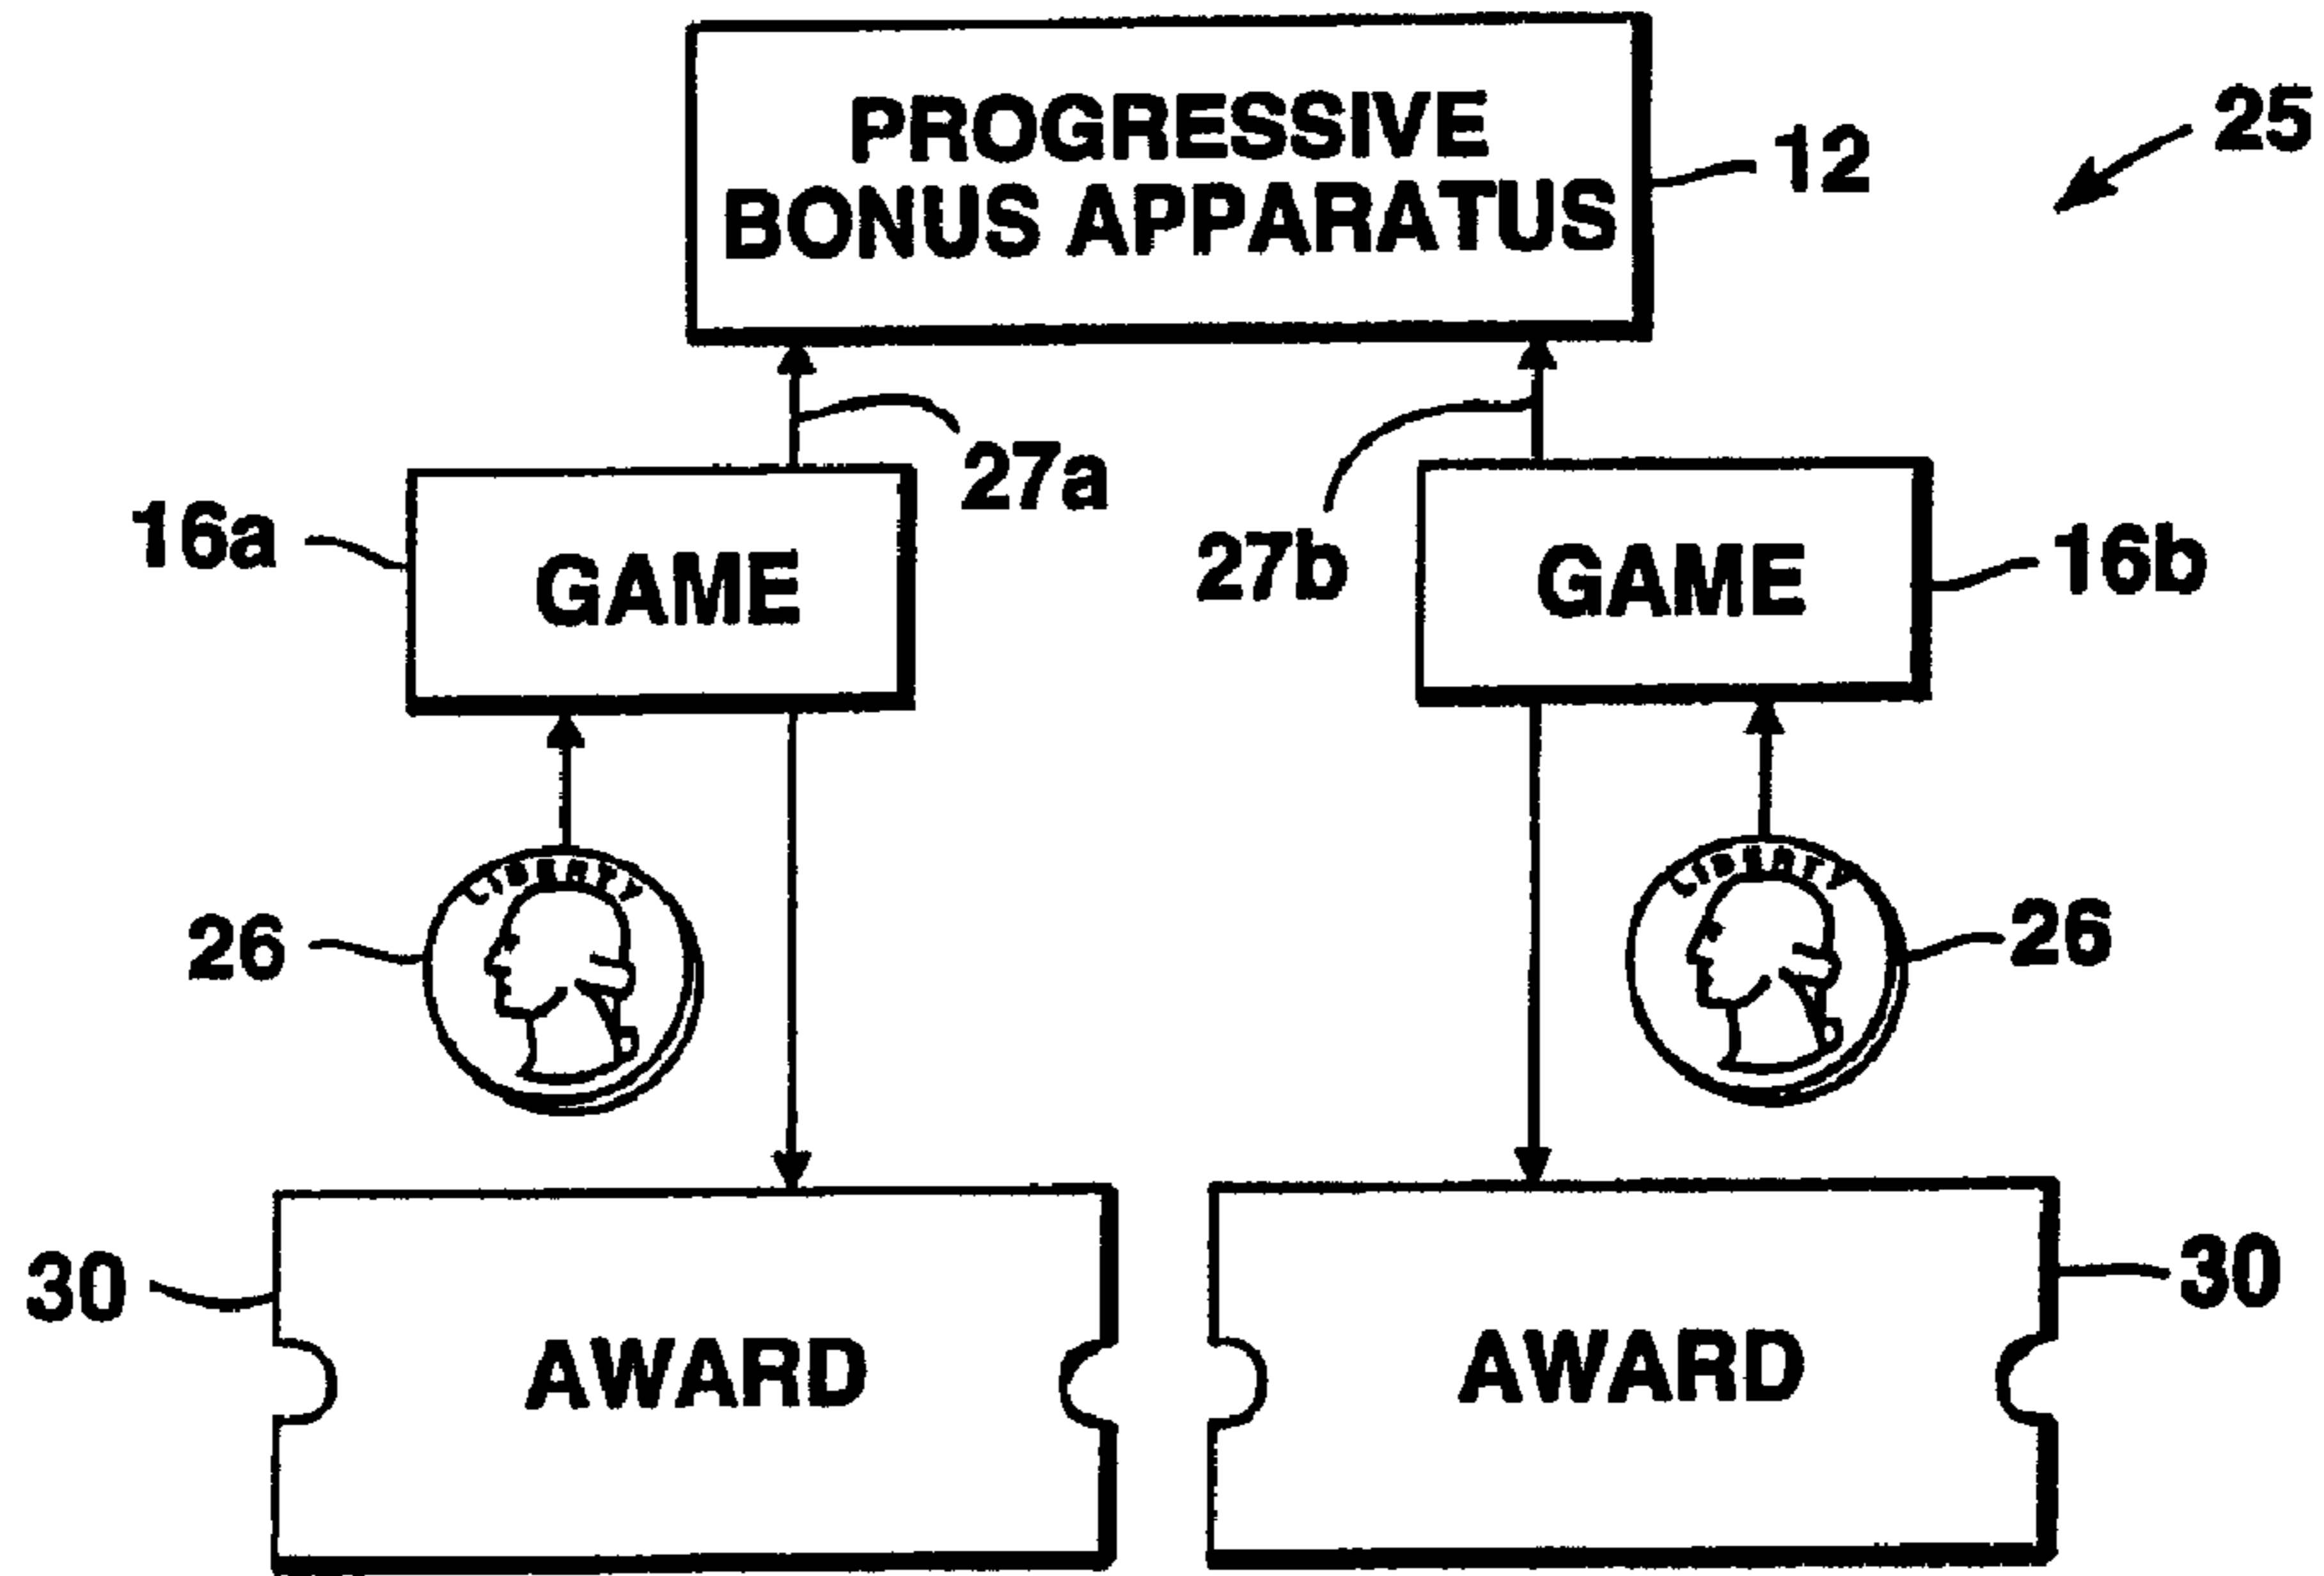 PROGRESSIVE
BONUS APPARATUS
12
25
27a
16a
GAME
27b
GAME
16b
LIBERTY
26
LIBERTY
26
30
AWARD
AWARD
30